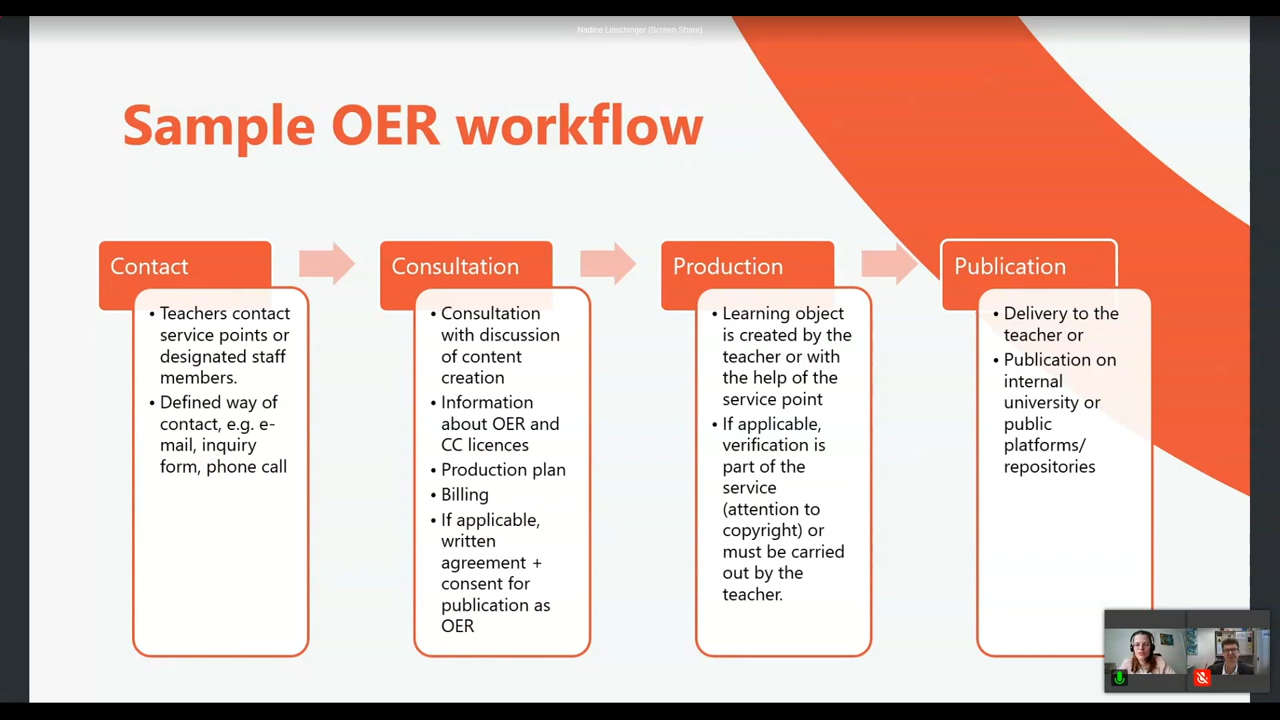 Nadine Linschinger (Screen Share)
Sample OER workflow
Contact
• Teachers contact
service points or
designated staff
members.
• Defined way of
contact, e.g. e-
mail, inquiry
form, phone call
Consultation
• Consultation
with discussion
of content
creation
• Information
about OER and
CC licences
• Production plan
• Billing
• If applicable,
written
agreement +
consent for
publication as
OER
Production
• Learning object
is created by the
teacher or with
the help of the
service point
• If applicable,
verification is
part of the
service
(attention to
copyright) or
must be carried
out by the
teacher.
Publication
• Delivery to the
teacher or
• Publication on
internal
university or
public
platforms/
repositories